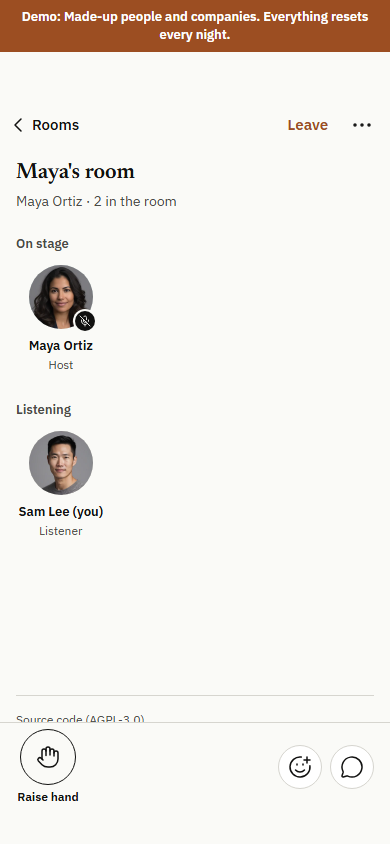 Demo: Made-up people and companies. Everything resets
every night.
Rooms
Leave
Maya's room
Maya Ortiz · 2 in the room
On stage
Maya Ortiz
Host
Listening
Sam Lee (you)
Listener
Source code (AGPL-3.0)
Raise hand